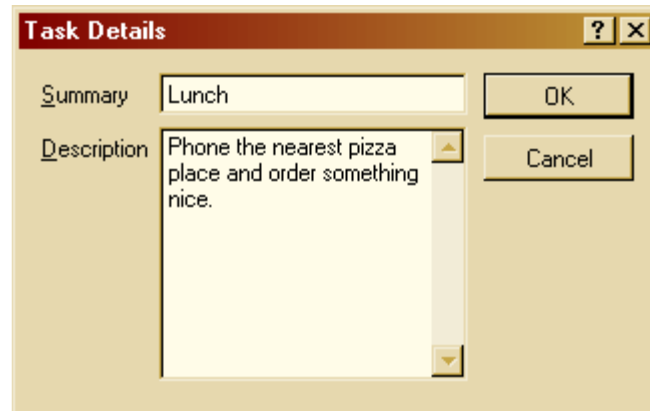 Task Details
Summary
Lunch
OK
Description
Phone the nearest pizza
place and order something
nice.
Cancel